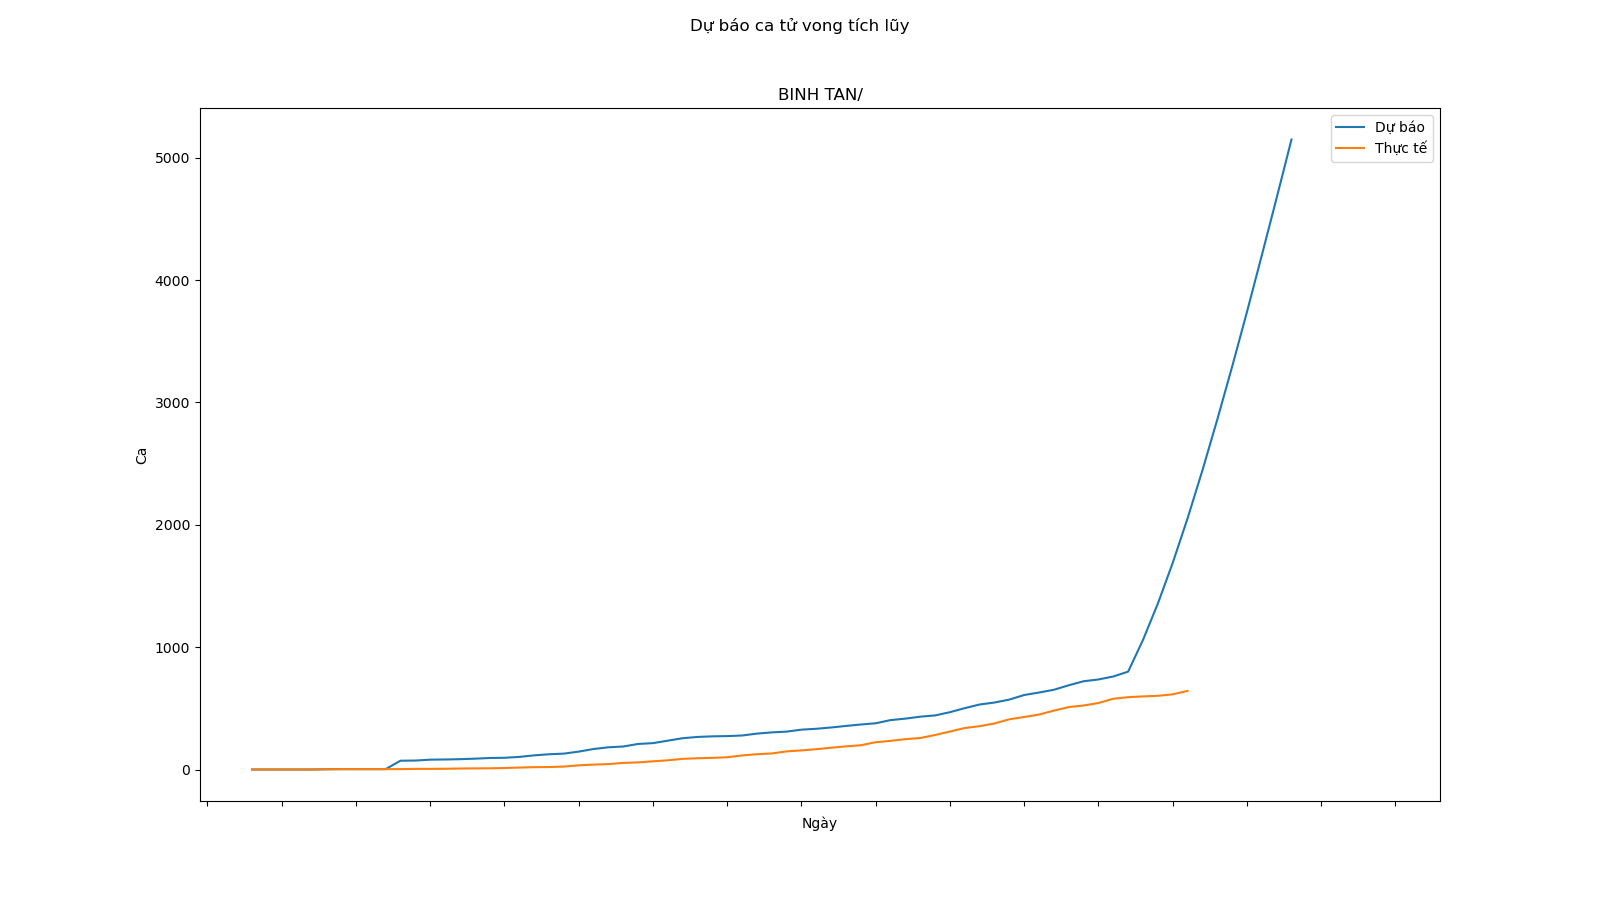 Dự báo ca tử vong tích lũy
BINH TAN/
Dự báo
Thực tế
5000
4000
3000
2000
1000
0
Ca
Ngày